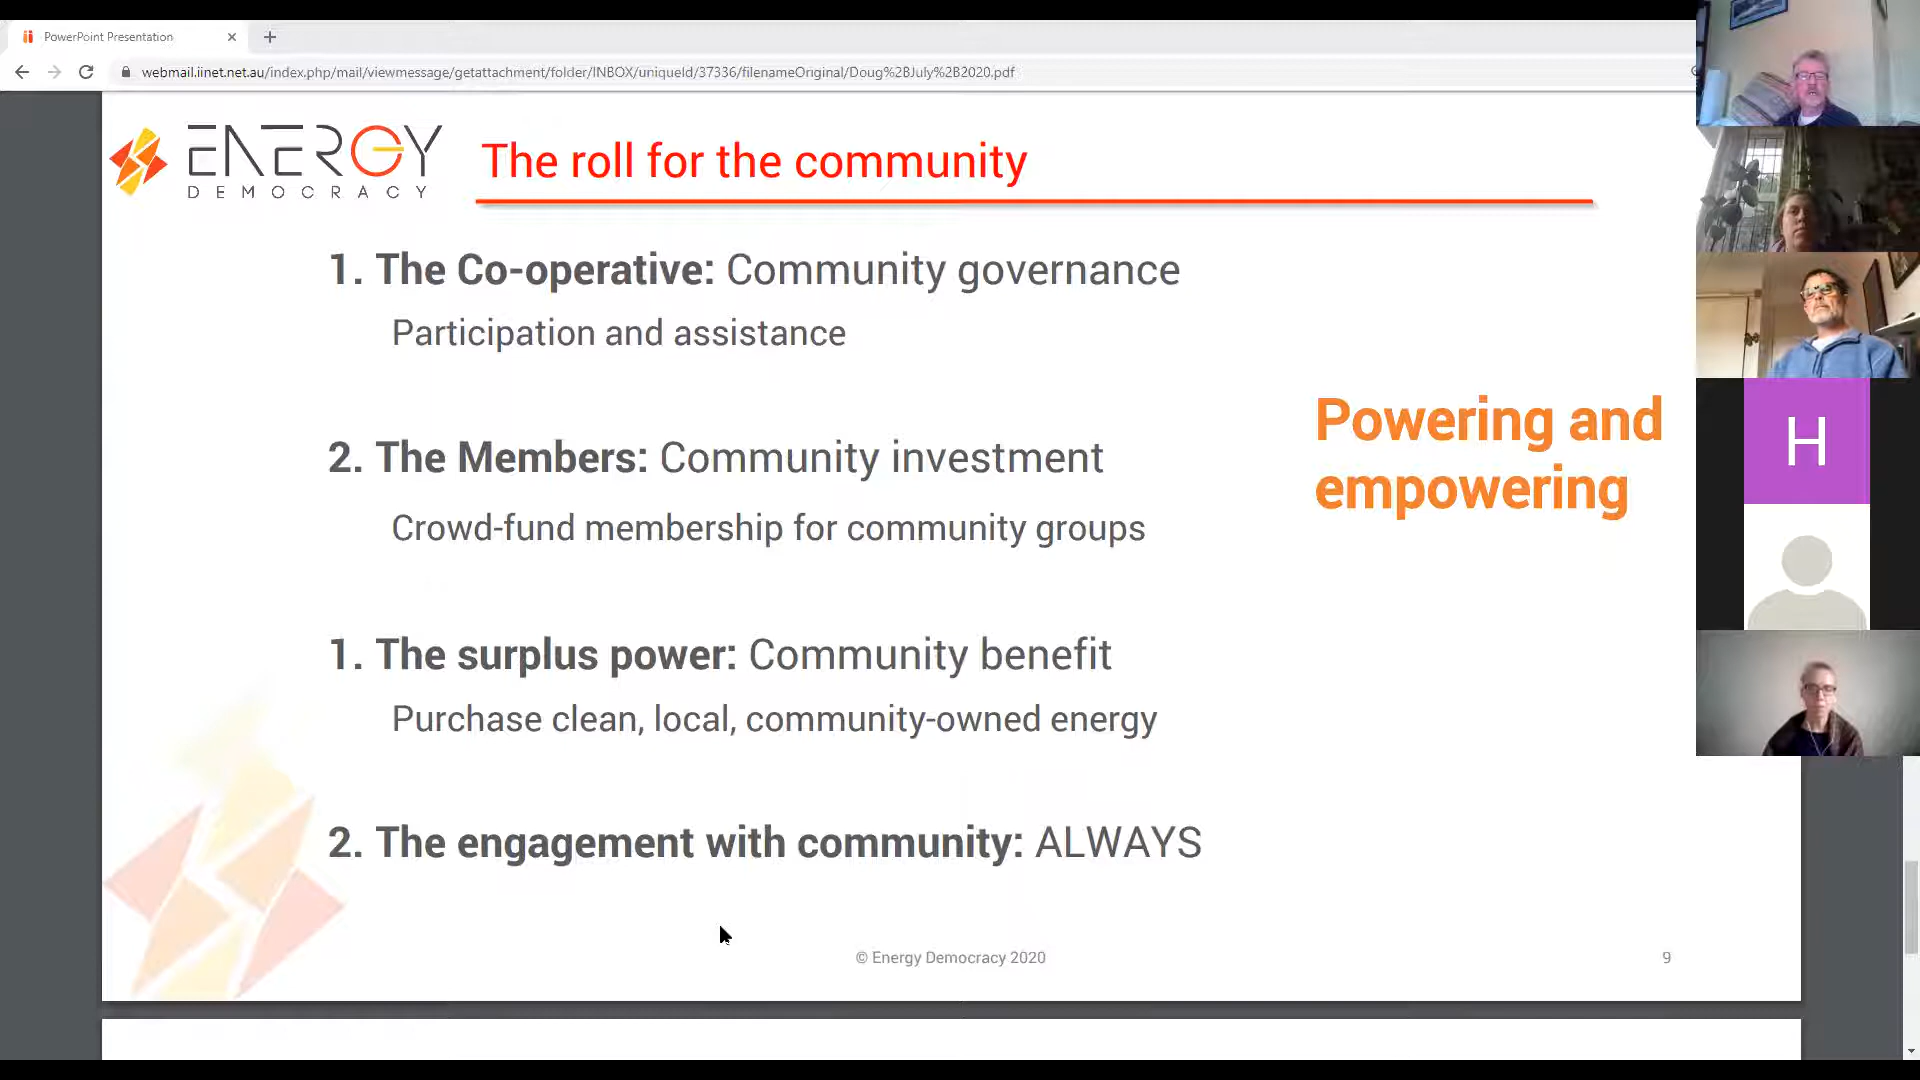 PowerPoint Presentation
webmail.iinet.net.au/index.php/mail/viewmessage/getattachment/folder/INBOX/uniqueId/37336/filenameOriginal/Doug%2BJuly%2B2020.pdf
ENERGY
DEMOCRACY
The roll for the community
1. The Co-operative: Community governance
Participation and assistance
2. The Members: Community investment
Crowd-fund membership for community groups
Powering and
empowering
H
1. The surplus power: Community benefit
Purchase clean, local, community-owned energy
2. The engagement with community: ALWAYS
© Energy Democracy 2020
9